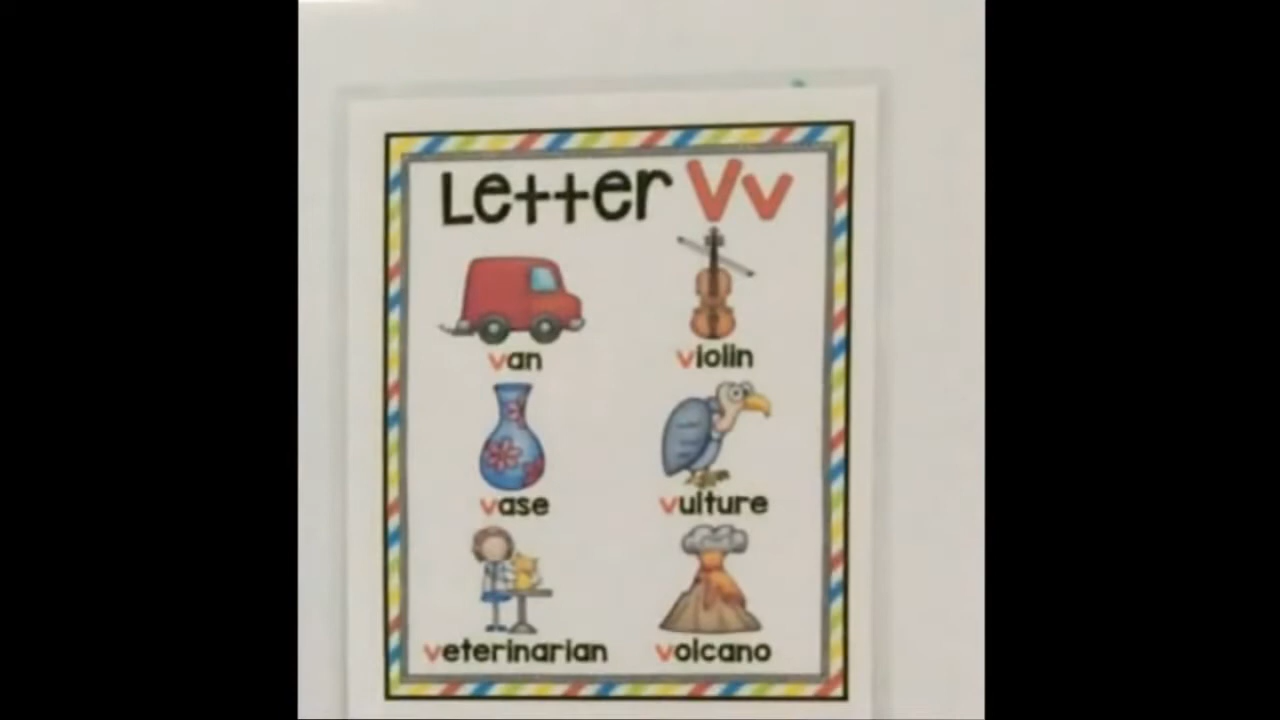 Letter Vv
van violin
vase vulture
veterinarian volcano